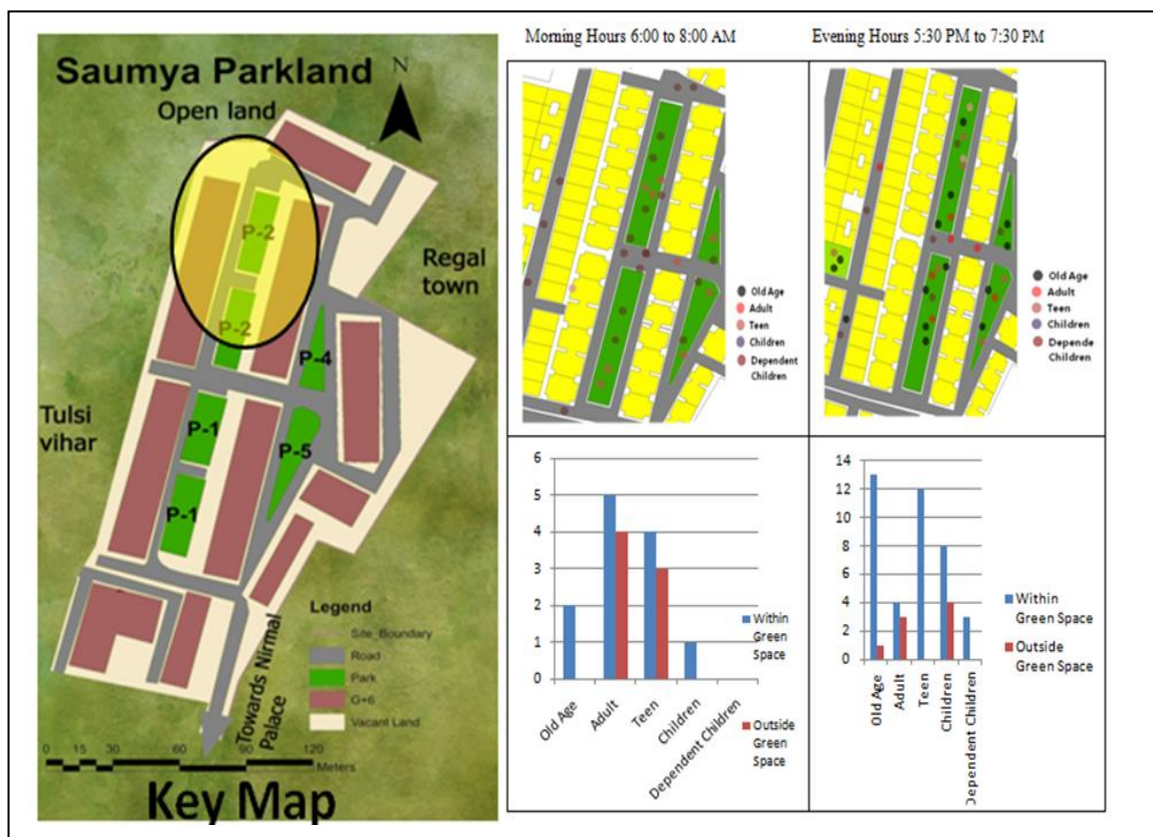 Saumya Parkland
Open land
N
P-2
P-2
Regal
town
P-4
Tulsi
vihar
P-1
P-5
P-1
Legend
Site_Boundary
Road
Park
G+6
Vacant Land
Towards Nirmal
Palace
0 15 30 60 90 120
Meters
Key Map
Morning Hours 6:00 to 8:00 AM
Old Age
Adult
Teen
Children
Dependent
Children
Evening Hours 5:30 PM to 7:30 PM
Old Age
Adult
Teen
Children
Depende
Children
6
5
4
3
2
1
0
Old Age
Adult
Teen
Children
Dependent Children
Within
Green
Space
Outside
Green
Space
14
12
10
8
6
4
2
0
Old Age
Adult
Teen
Children
Dependent Children
Within
Green Space
Outside
Green Space